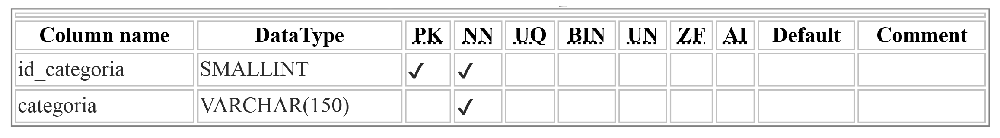 Column name DataType PK NN UQ BIN UN ZF AI Default Comment
id_categoria SMALLINT ✓ ✓
categoria VARCHAR(150) ✓